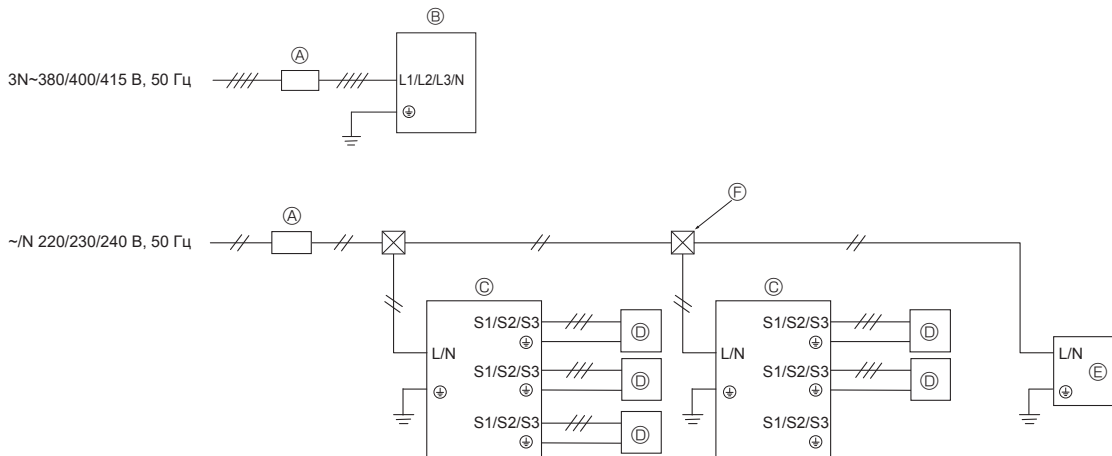 Ⓑ
Ⓐ
3N~380/400/415 В, 50 Гц
L1/L2/L3/N
Ⓕ
Ⓐ
~/N 220/230/240 В, 50 Гц
Ⓒ
Ⓒ
S1/S2/S3
Ⓓ
S1/S2/S3
Ⓓ
L/N
L/N
L/N
Ⓔ
S1/S2/S3
Ⓓ
S1/S2/S3
Ⓓ
S1/S2/S3
Ⓓ
S1/S2/S3